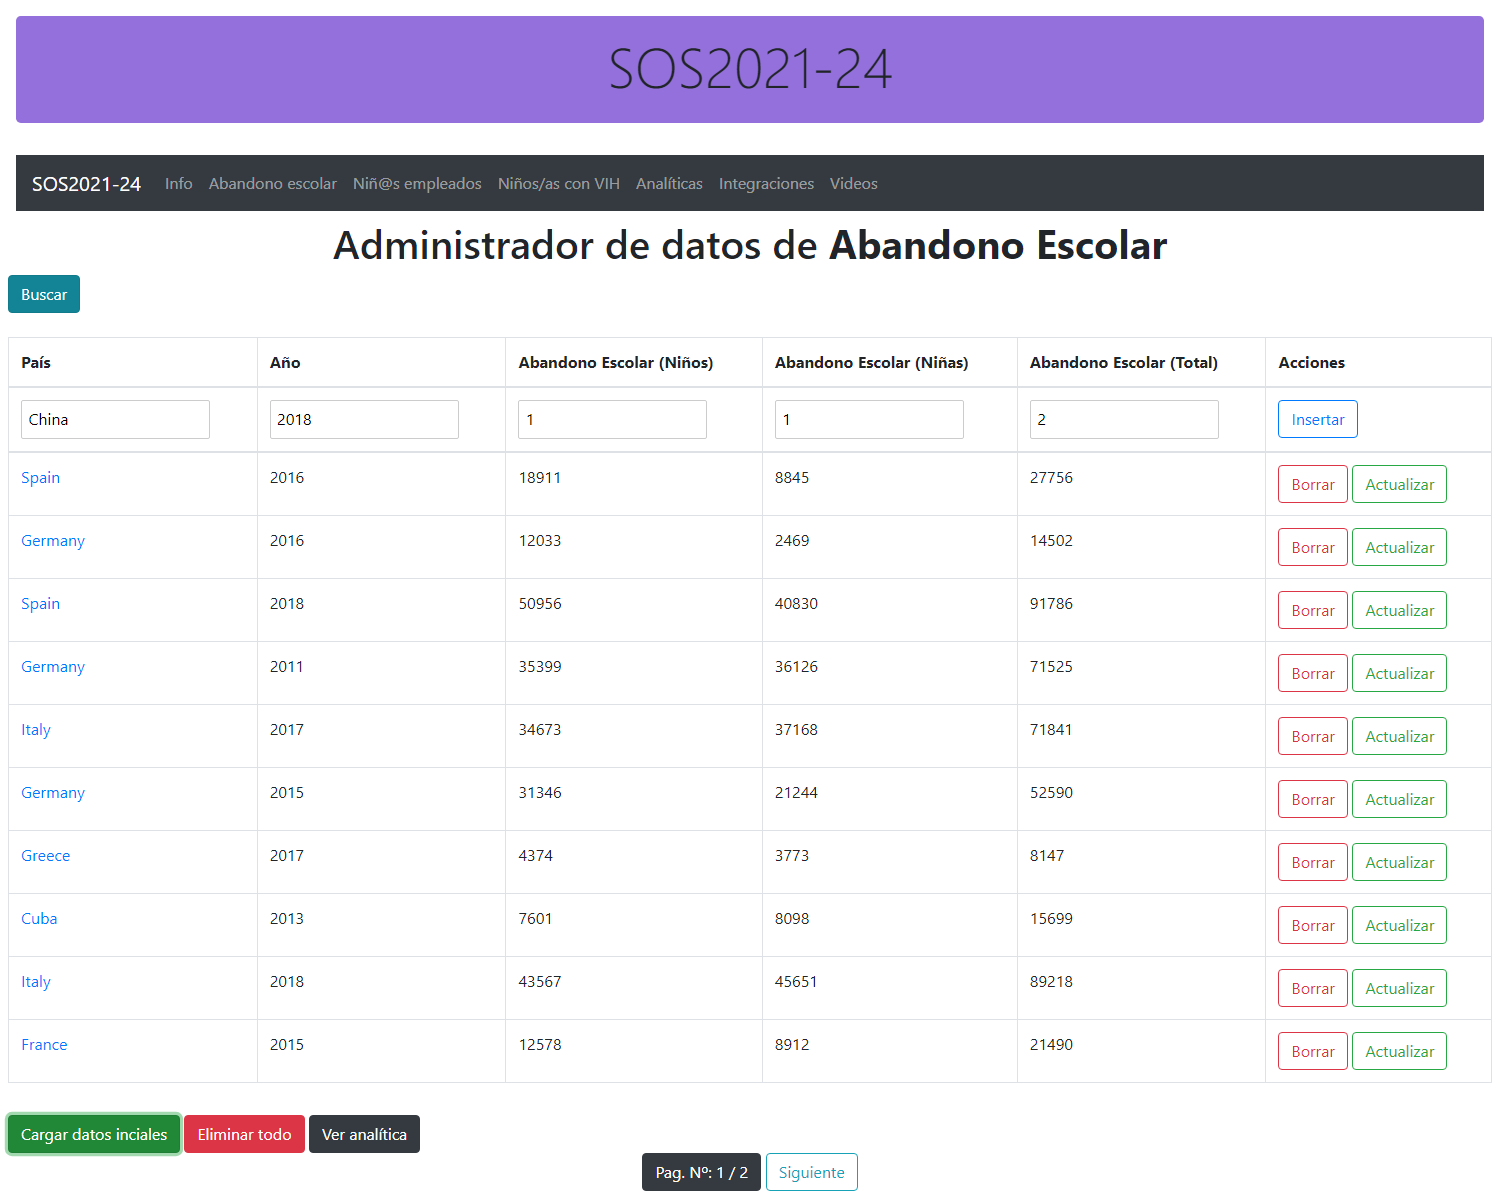 SOS2021-24
SOS2021-24 Info Abandono escolar Niñ@s empleados Niños/as con VIH Analíticas Integraciones Videos
Administrador de datos de Abandono Escolar
Buscar
País Año Abandono Escolar (Niños) Abandono Escolar (Niñas) Abandono Escolar (Total) Acciones
China 2018 1 1 2 Insertar
Spain 2016 18911 8845 27756 Borrar Actualizar
Germany 2016 12033 2469 14502 Borrar Actualizar
Spain 2018 50956 40830 91786 Borrar Actualizar
Germany 2011 35399 36126 71525 Borrar Actualizar
Italy 2017 34673 37168 71841 Borrar Actualizar
Germany 2015 31346 21244 52590 Borrar Actualizar
Greece 2017 4374 3773 8147 Borrar Actualizar
Cuba 2013 7601 8098 15699 Borrar Actualizar
Italy 2018 43567 45651 89218 Borrar Actualizar
France 2015 12578 8912 21490 Borrar Actualizar
Cargar datos inciales Eliminar todo Ver analítica
Pag. Nº: 1 / 2 Siguiente